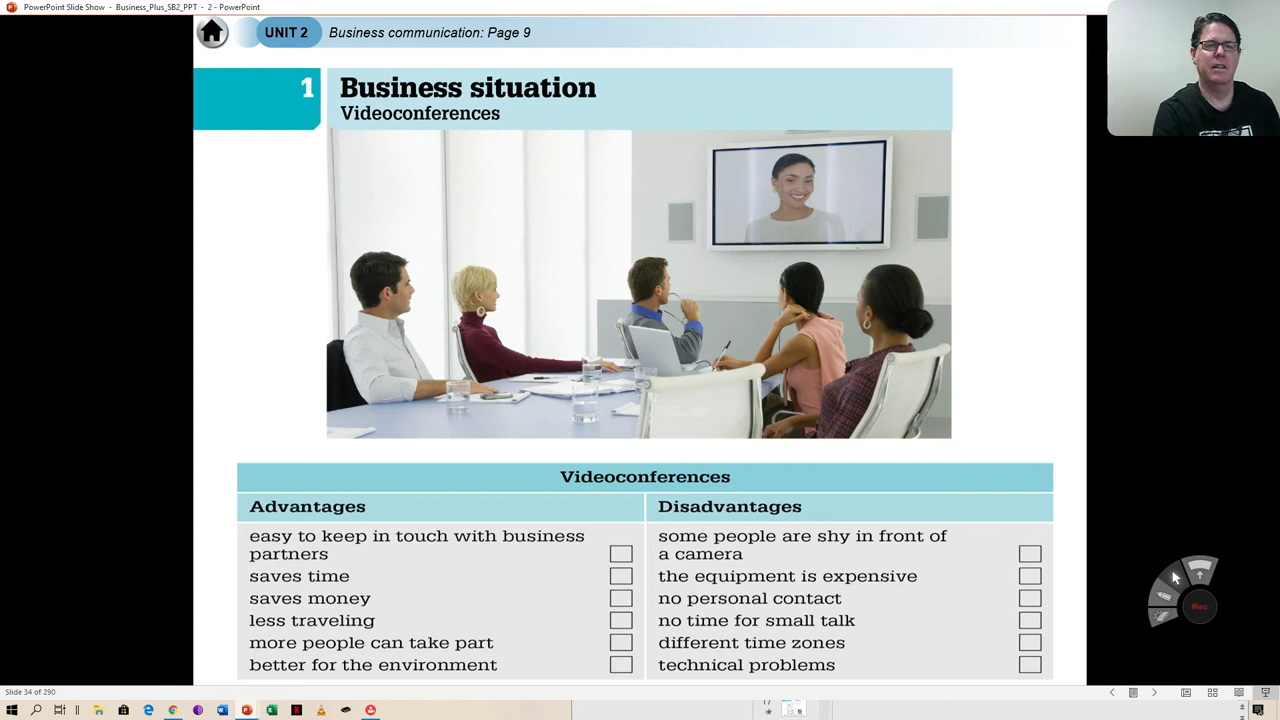 PowerPoint Slide Show - Business_Plus_SB2_PPT - 2 - PowerPoint
UNIT 2
Business communication: Page 9
1
Business situation
Videoconferences
Videoconferences
Advantages
Disadvantages
easy to keep in touch with business
partners
saves time
saves money
less traveling
more people can take part
better for the environment
some people are shy in front of
a camera
the equipment is expensive
no personal contact
no time for small talk
different time zones
technical problems
Rec
Slide 34 of 290
17